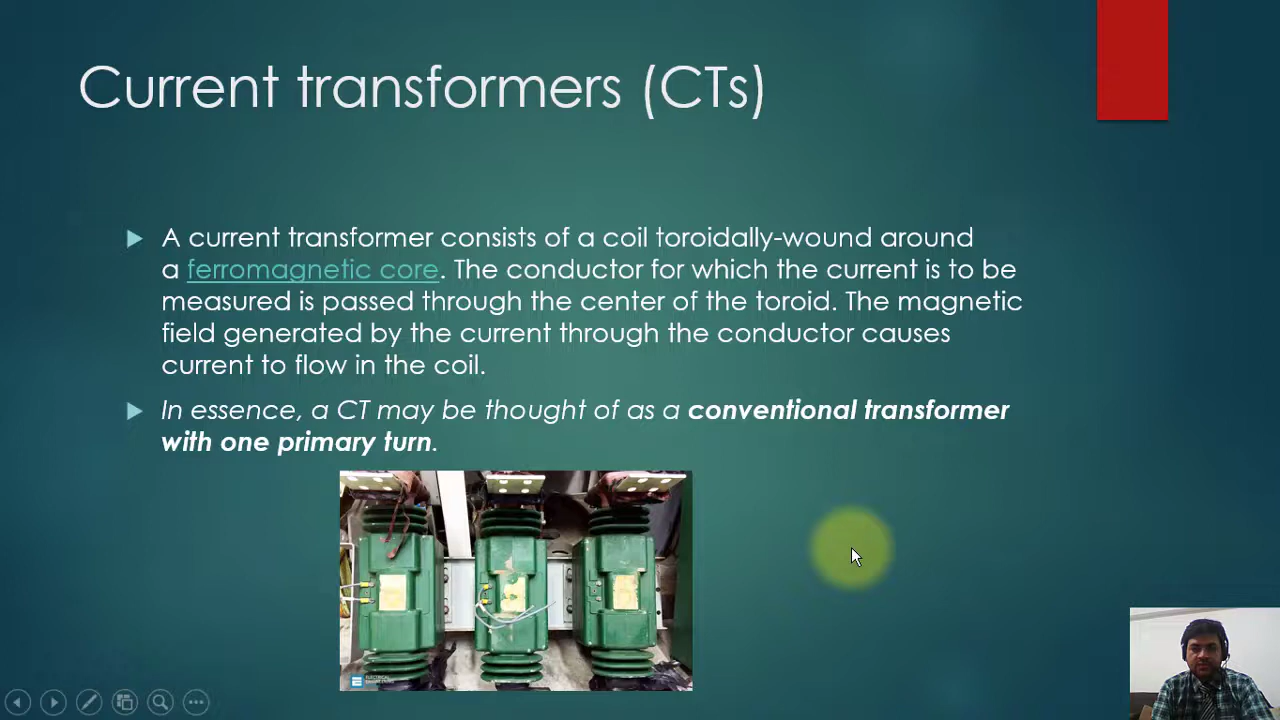 Current transformers (CTs)
A current transformer consists of a coil toroidally-wound around
a ferromagnetic core. The conductor for which the current is to be
measured is passed through the center of the toroid. The magnetic
field generated by the current through the conductor causes
current to flow in the coil.
In essence, a CT may be thought of as a conventional transformer
with one primary turn.
ELECTRICAL
ENGINEERING